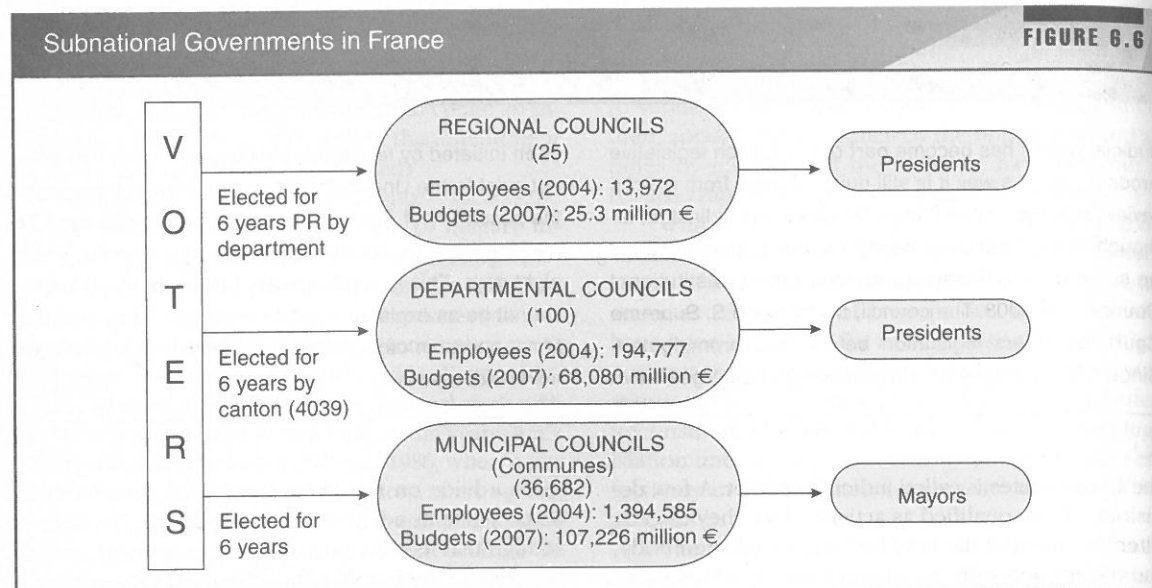 Subnational Governments in France
FIGURE 6.6
VOTERS
Elected for
6 years PR by
department
REGIONAL COUNCILS
(25)
Employees (2004): 13,972
Budgets (2007): 25.3 million €
Presidents
Elected for
6 years by
canton (4039)
DEPARTMENTAL COUNCILS
(100)
Employees (2004): 194,777
Budgets (2007): 68,080 million €
Presidents
Elected for
6 years
MUNICIPAL COUNCILS
(Communes)
(36,682)
Employees (2004): 1,394,585
Budgets (2007): 107,226 million €
Mayors